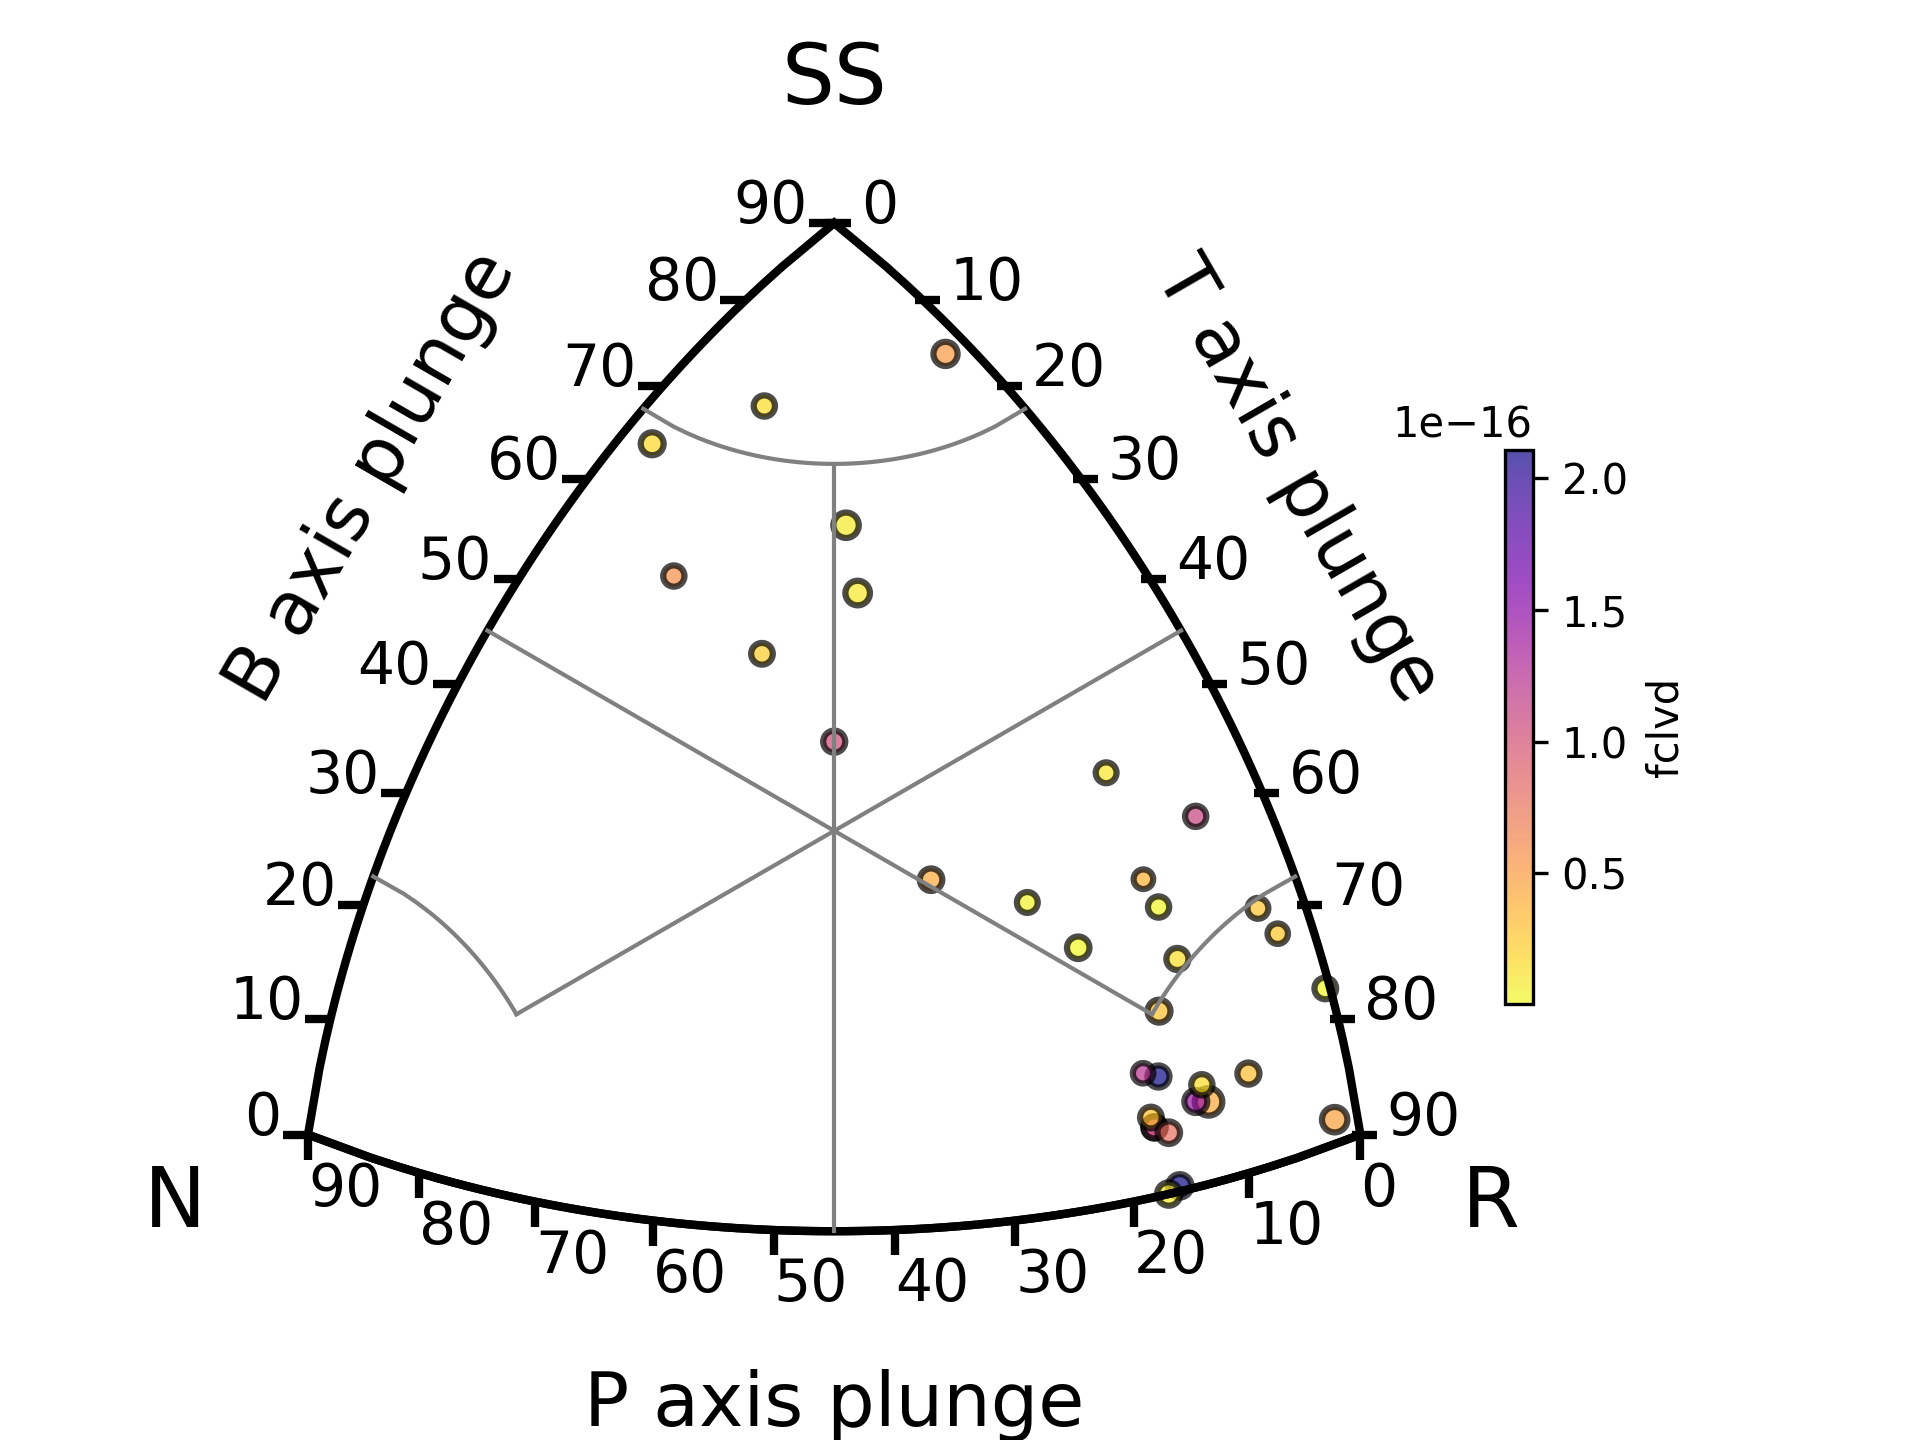 SS
90 0
80 10
70 20
60 30
50 40
40 50
30 60
20 70
10 80
0 90
B axis plunge
T axis plunge
N
R
90 80 70 60 50 40 30 20 10 0
P axis plunge
1e−16
2.0
1.5
1.0
0.5
fclvd